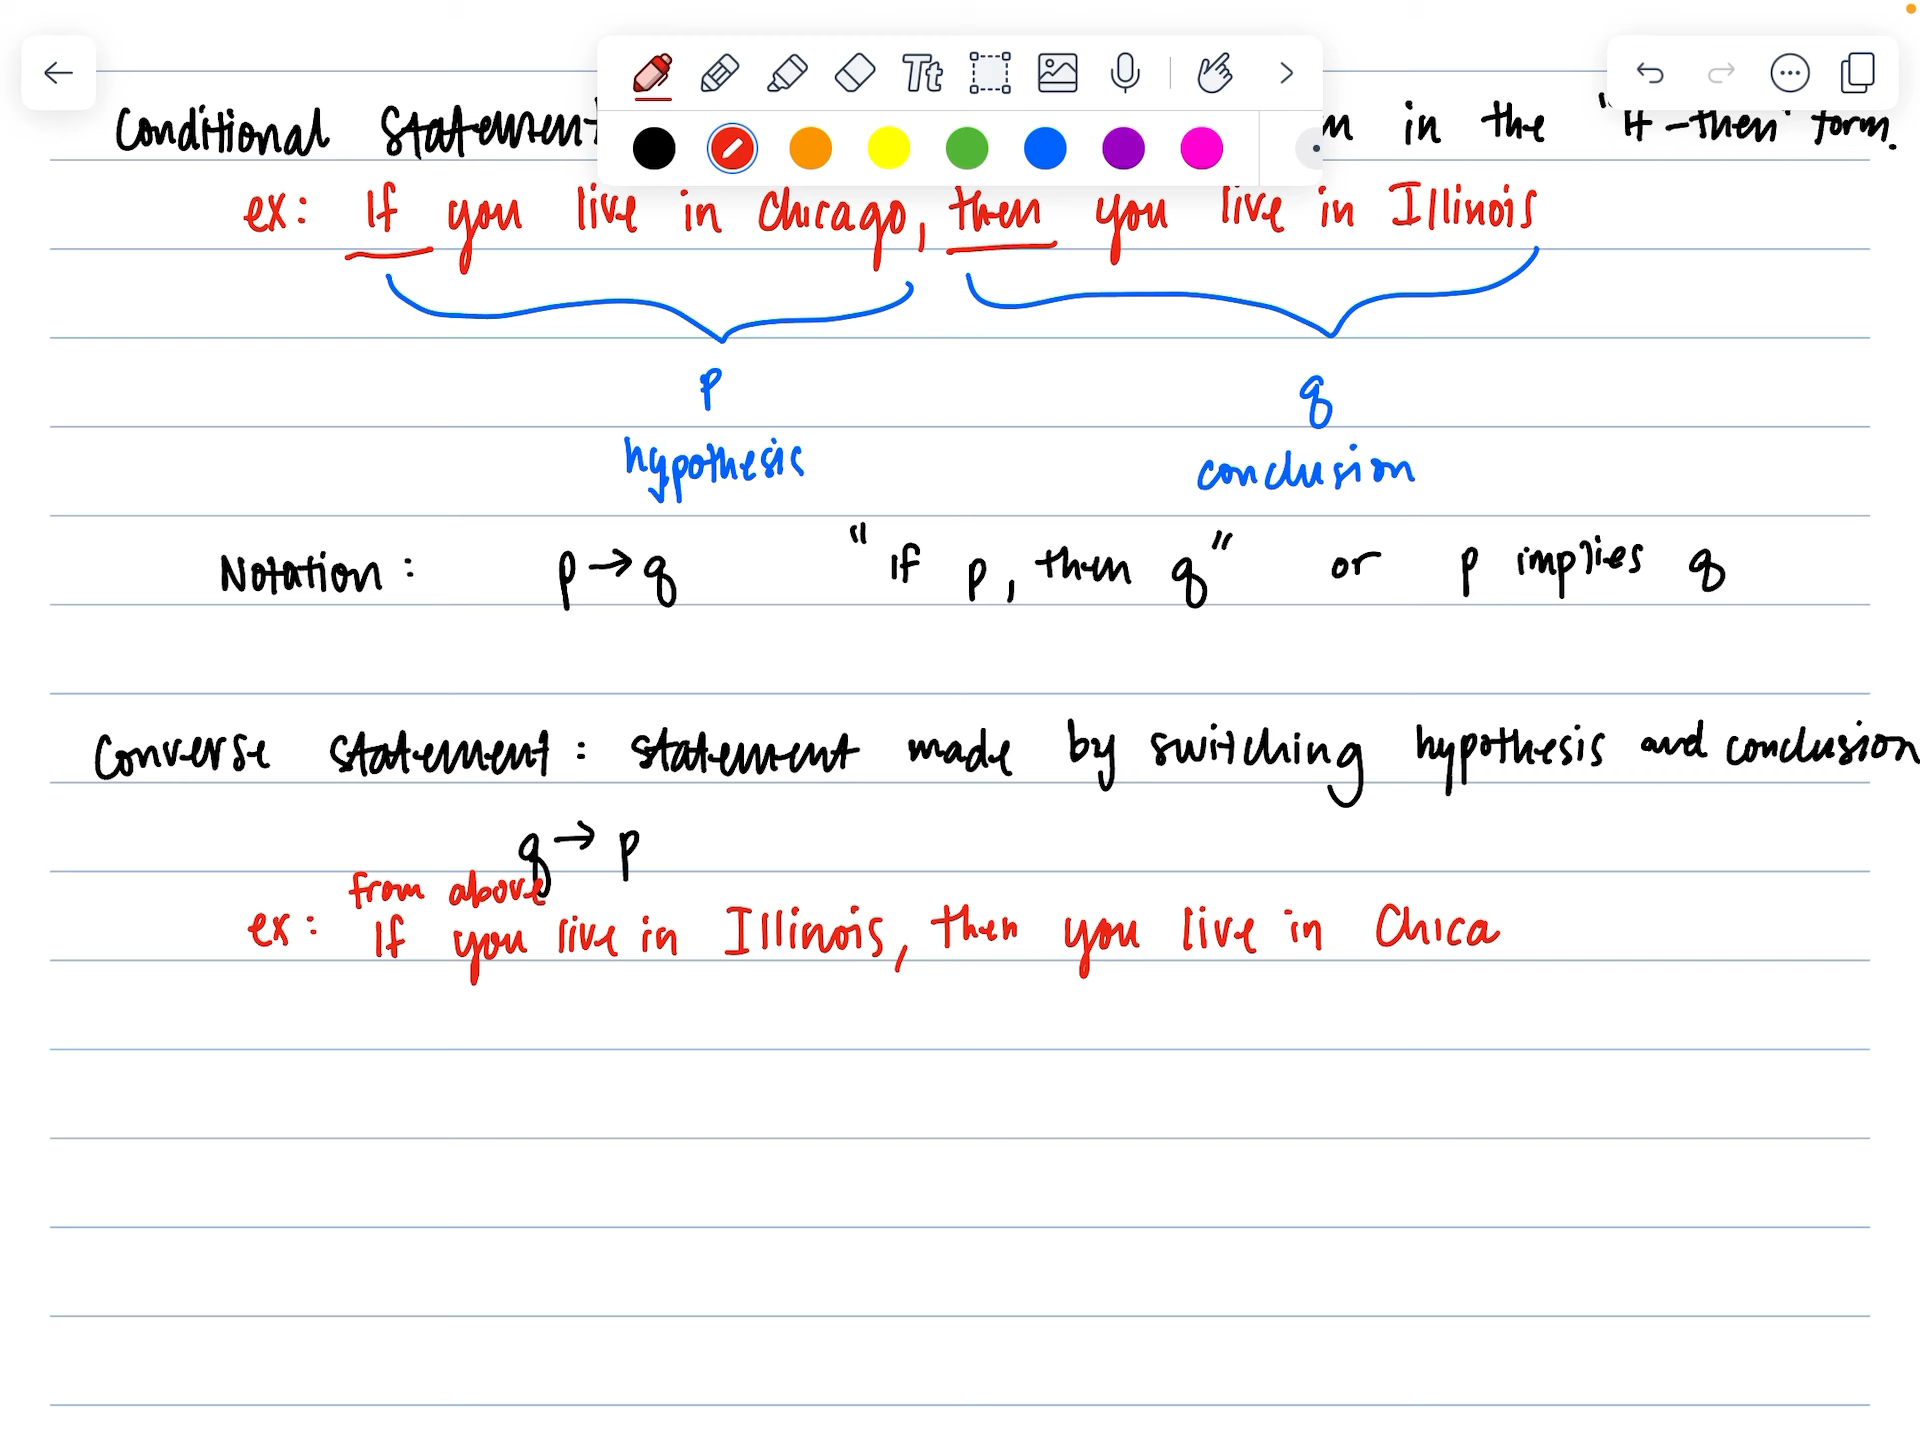 Tt
Conditional statement in the "If-then" form.
ex: If you live in Chicago, then you live in Illinois
p q
hypothesis conclusion
Notation: p → q "if p, then q" or p implies q
Converse statement: statement made by switching hypothesis and conclusion
q → p
from above
ex: If you live in Illinois, then you live in Chica